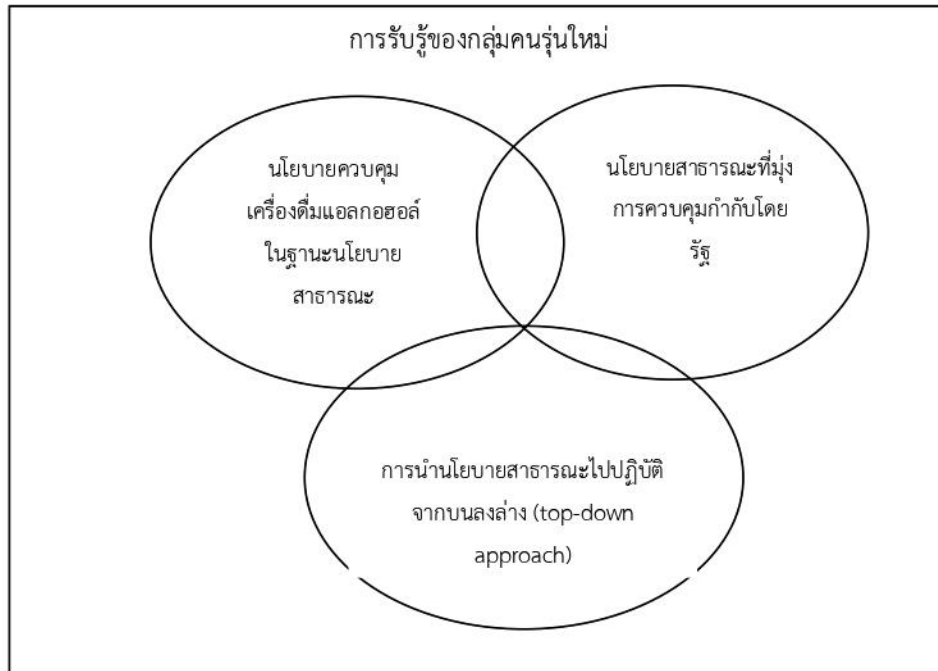 การรับรู้ของกลุ่มคนรุ่นใหม่
นโยบายควบคุม
เครื่องดื่มแอลกอฮอล์
ในฐานะนโยบาย
สาธารณะ
นโยบายสาธารณะที่มุ่ง
การควบคุมกำกับโดย
รัฐ
การนำนโยบายสาธารณะไปปฏิบัติ
จากบนลงล่าง (top-down
approach)